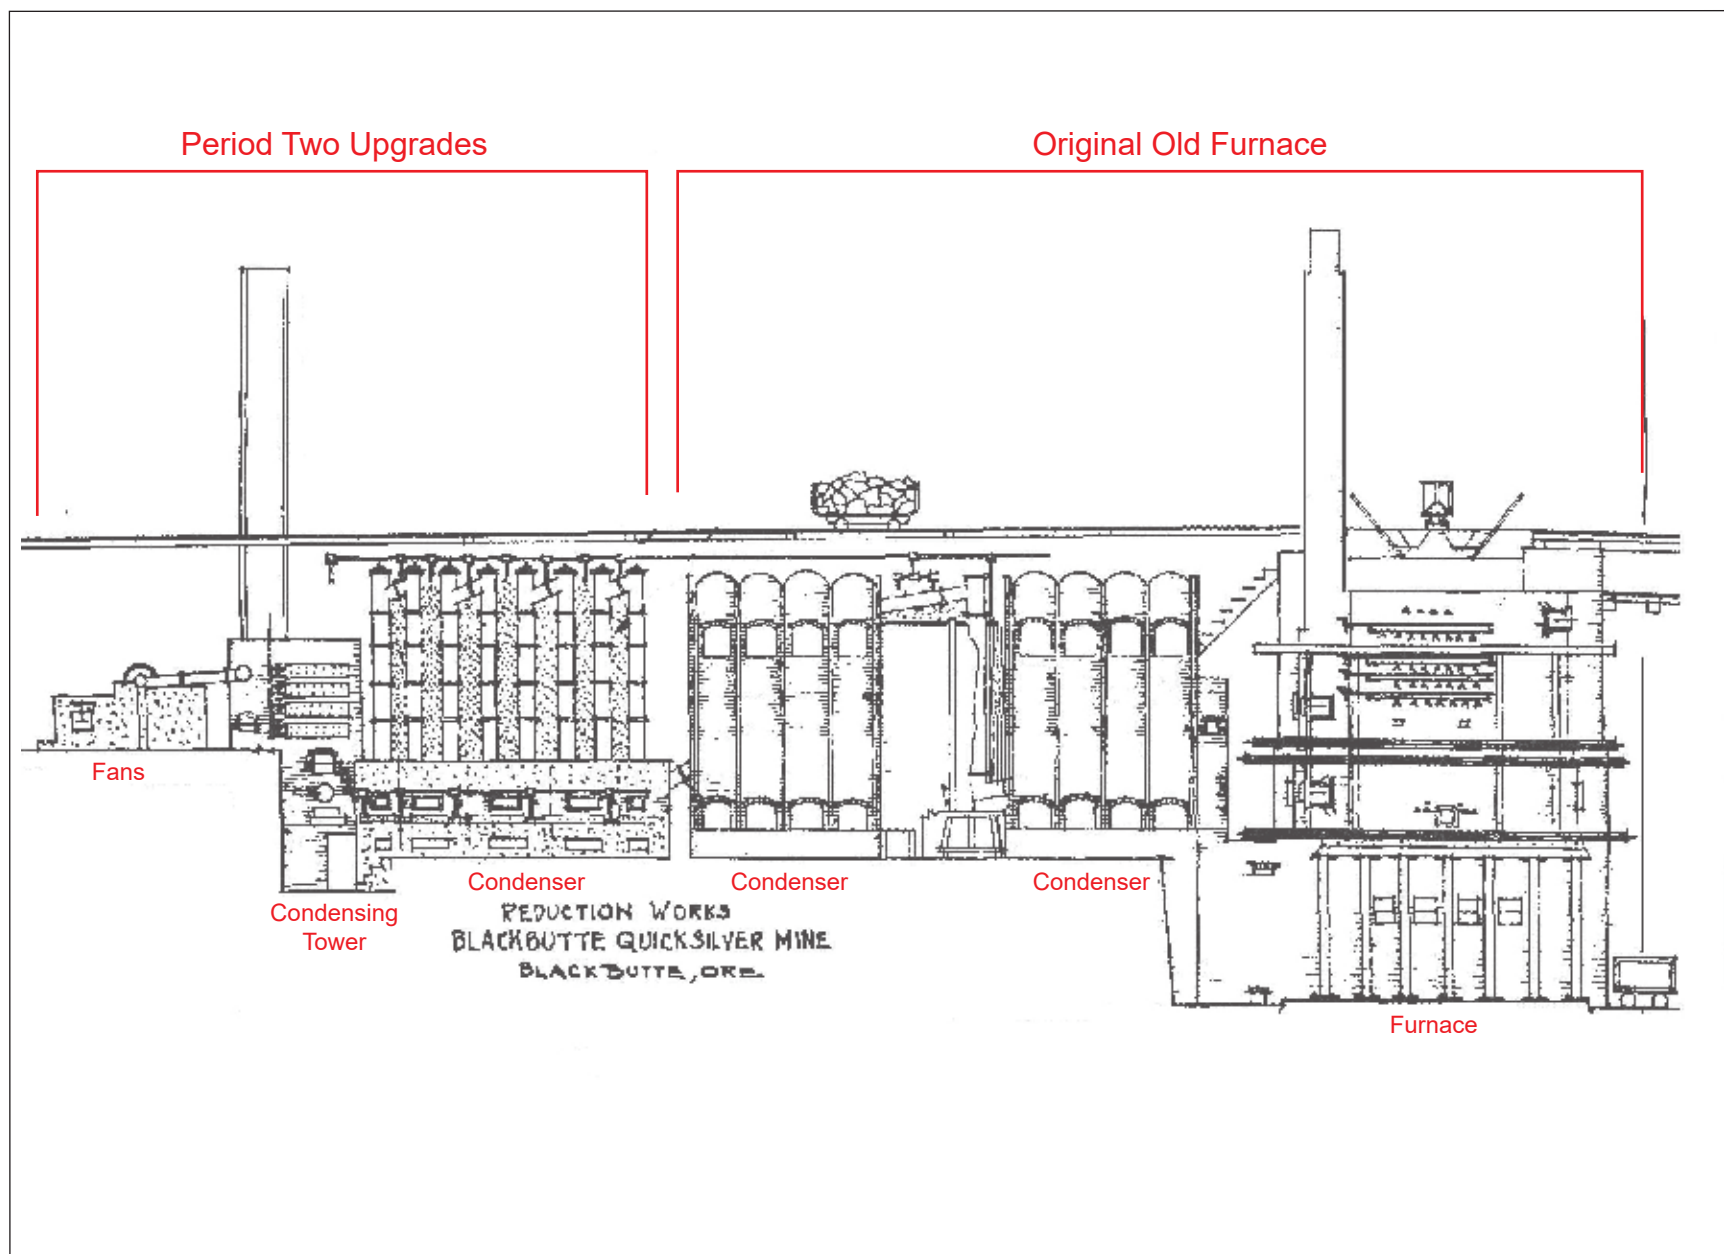 Period Two Upgrades
Original Old Furnace
Fans
Condenser
Condenser
Condenser
Condensing
Tower
REDUCTION WORKS
BLACKBUTTE QUICKSILVER MINE
BLACKBUTTE, ORE.
Furnace